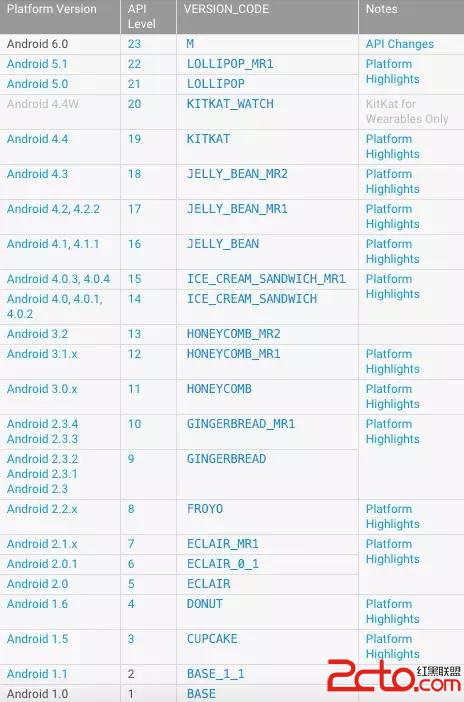 Platform Version API Level VERSION_CODE Notes
Android 6.0 23 M API Changes
Android 5.1 22 LOLLIPOP_MR1 Platform Highlights
Android 5.0 21 LOLLIPOP
Android 4.4W 20 KITKAT_WATCH KitKat for Wearables Only
Android 4.4 19 KITKAT Platform Highlights
Android 4.3 18 JELLY_BEAN_MR2 Platform Highlights
Android 4.2, 4.2.2 17 JELLY_BEAN_MR1 Platform Highlights
Android 4.1, 4.1.1 16 JELLY_BEAN Platform Highlights
Android 4.0.3, 4.0.4 15 ICE_CREAM_SANDWICH_MR1 Platform Highlights
Android 4.0, 4.0.1, 4.0.2 14 ICE_CREAM_SANDWICH
Android 3.2 13 HONEYCOMB_MR2
Android 3.1.x 12 HONEYCOMB_MR1 Platform Highlights
Android 3.0.x 11 HONEYCOMB Platform Highlights
Android 2.3.4 10 GINGERBREAD_MR1 Platform Highlights
Android 2.3.3
Android 2.3.2 9 GINGERBREAD
Android 2.3.1
Android 2.3
Android 2.2.x 8 FROYO Platform Highlights
Android 2.1.x 7 ECLAIR_MR1 Platform Highlights
Android 2.0.1 6 ECLAIR_0_1
Android 2.0 5 ECLAIR
Android 1.6 4 DONUT Platform Highlights
Android 1.5 3 CUPCAKE Platform Highlights
Android 1.1 2 BASE_1_1
Android 1.0 1 BASE
2cto.com 红黑联盟